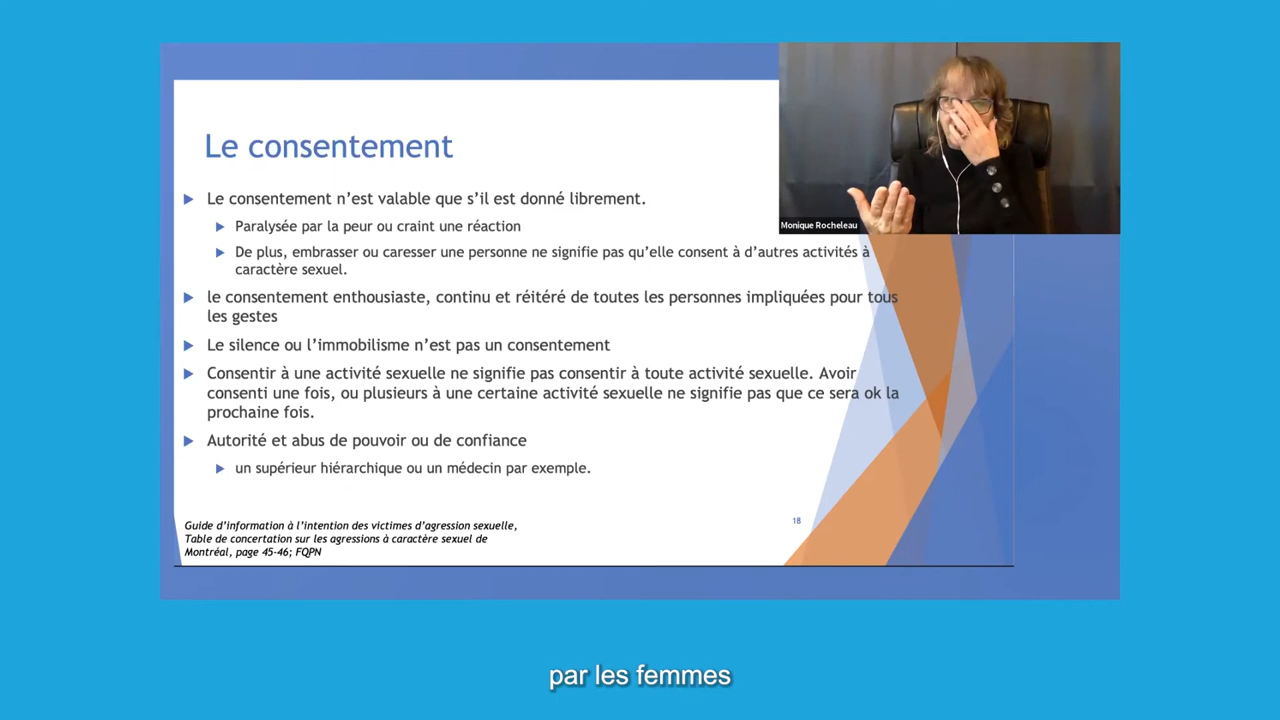 Le consentement
Le consentement n’est valable que s’il est donné librement.
Paralysée par la peur ou craint une réaction
De plus, embrasser ou caresser une personne ne signifie pas qu’elle consent à d’autres activités à
caractère sexuel.
le consentement enthousiaste, continu et réitéré de toutes les personnes impliquées pour tous
les gestes
Le silence ou l’immobilisme n’est pas un consentement
Consentir à une activité sexuelle ne signifie pas consentir à toute activité sexuelle. Avoir
consenti une fois, ou plusieurs à une certaine activité sexuelle ne signifie pas que ce sera ok la
prochaine fois.
Autorité et abus de pouvoir ou de confiance
un supérieur hiérarchique ou un médecin par exemple.
Guide d’information à l’intention des victimes d’agression sexuelle,
Table de concertation sur les agressions à caractère sexuel de
Montréal, page 45-46; FQPN
18
Monique Rocheleau
par les femmes